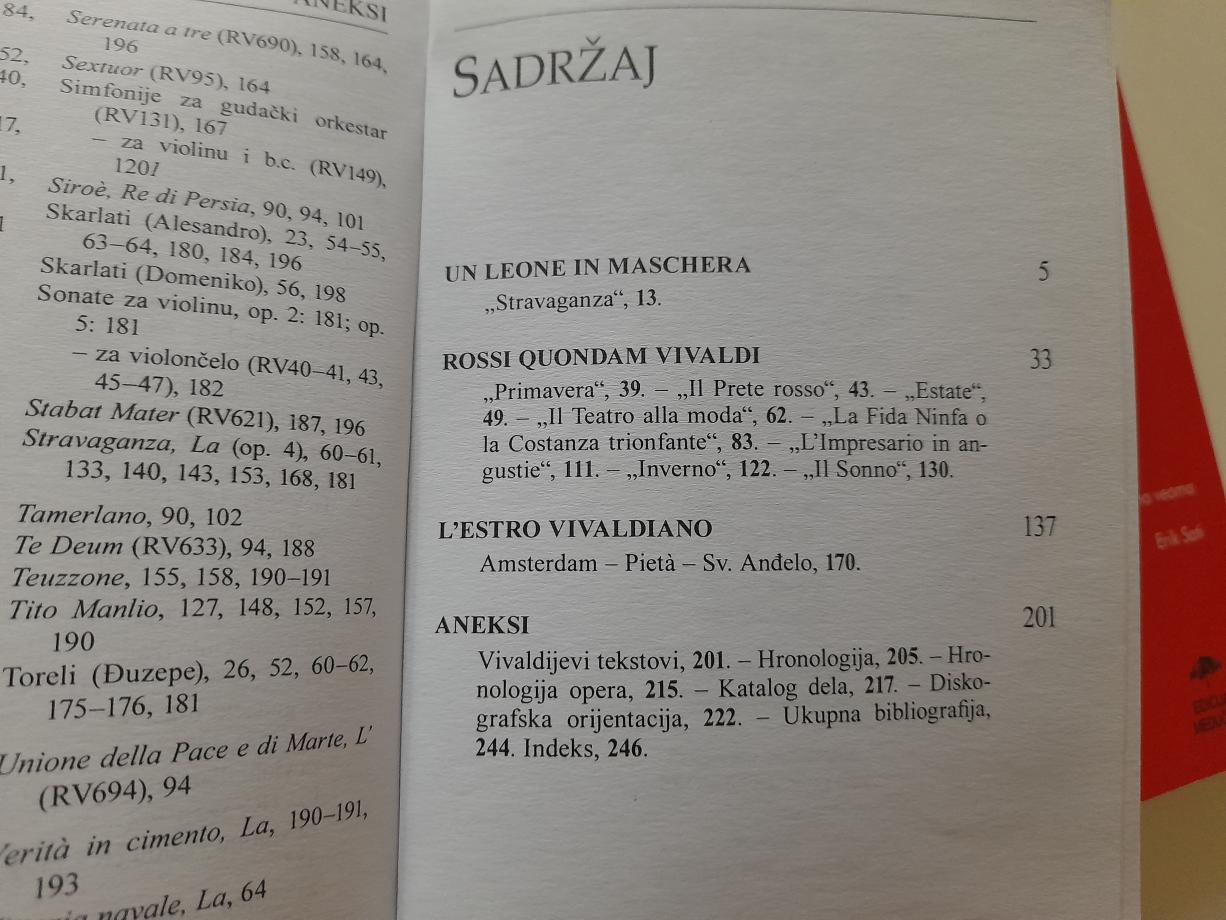 ANEKSI
84,
52,
40,
17,
1,
1
Serenata a tre (RV690), 158, 164,
196
Sextuor (RV95), 164
Simfonije za gudački orkestar
(RV131), 167
– za violinu i b.c. (RV149),
1201
Siroè, Re di Persia, 90, 94, 101
Skarlati (Alesandro), 23, 54–55,
63–64, 180, 184, 196
Skarlati (Domeniko), 56, 198
Sonate za violinu, op. 2: 181; op.
5: 181
– za violončelo (RV40–41, 43,
45–47), 182
Stabat Mater (RV621), 187, 196
Stravaganza, La (op. 4), 60–61,
133, 140, 143, 153, 168, 181
Tamerlano, 90, 102
Te Deum (RV633), 94, 188
Teuzzone, 155, 158, 190–191
Tito Manlio, 127, 148, 152, 157,
190
Toreli (Đuzepe), 26, 52, 60–62,
175–176, 181
Unione della Pace e di Marte, L'
(RV694), 94
Verità in cimento, La, 190–191,
193
navale, La, 64
SADRŽAJ
UN LEONE IN MASCHERA 5
„Stravaganza“, 13.
ROSSI QUONDAM VIVALDI 33
„Primavera“, 39. – „Il Prete rosso“, 43. – „Estate“,
49. – „Il Teatro alla moda“, 62. – „La Fida Ninfa o
la Costanza trionfante“, 83. – „L'Impresario in an-
gustie“, 111. – „Inverno“, 122. – „Il Sonno“, 130.
L'ESTRO VIVALDIANO 137
Amsterdam – Pietà – Sv. Anđelo, 170.
ANEKSI 201
Vivaldijevi tekstovi, 201. – Hronologija, 205. – Hro-
nologija opera, 215. – Katalog dela, 217. – Disko-
grafska orijentacija, 222. – Ukupna bibliografija,
244. Indeks, 246.
Erik Sati